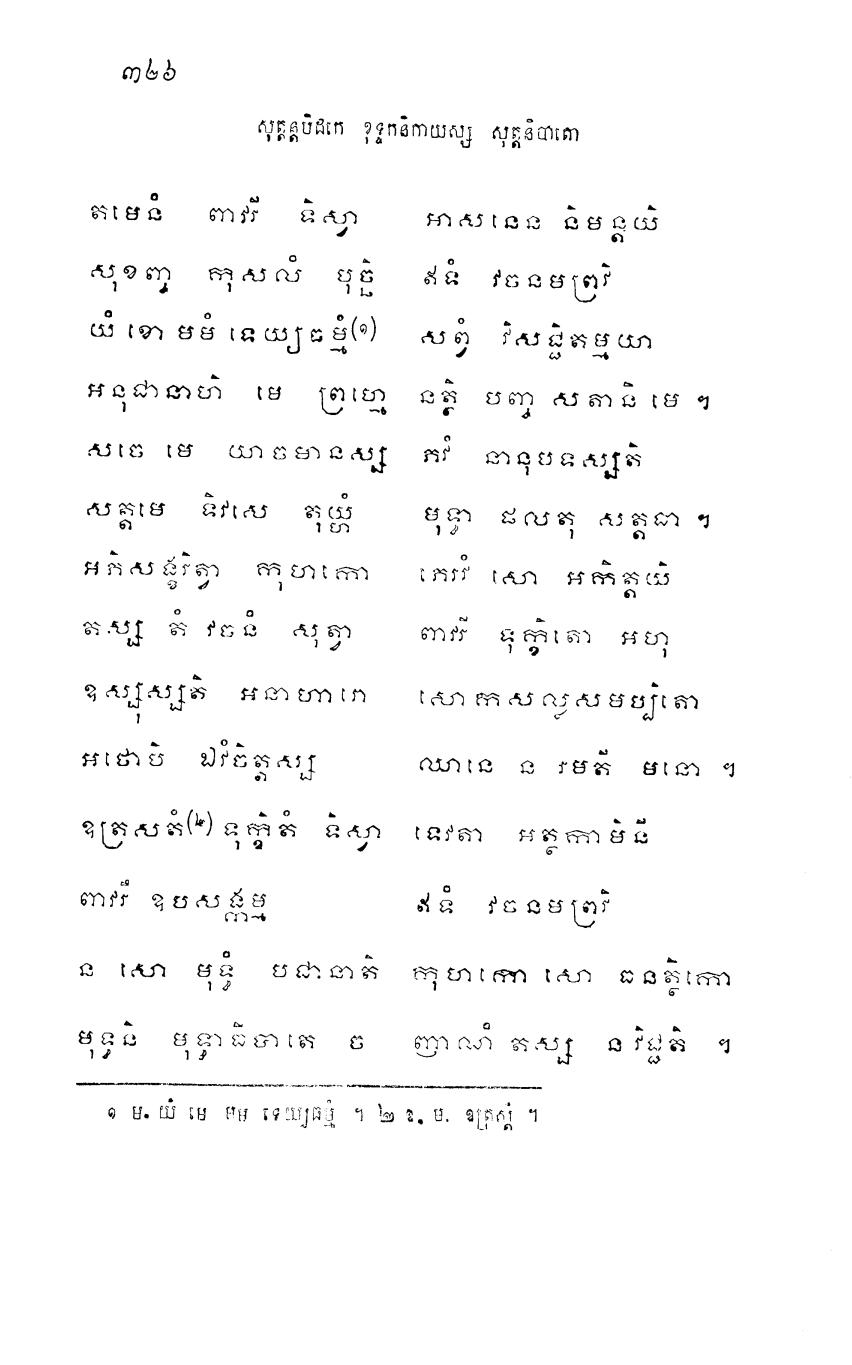 ៣២៦
សុត្តន្តបិដកេ ខុទ្ទកនិកាយស្ស សុត្តនិបាតោ
តមេនំ ពាវរី ទិស្វា អាសនេន និមន្តយិ
សុខញ្ច កុសលំ បុច្ឆិ ឥទំ វចនមព្រវិ
យំ ខោ មមំ ទេយ្យធម្មំ(១) សព្វំ វិសជ្ជិតម្មយា
អនុជានាហិ មេ ព្រហ្មេ នត្ថិ បញ្ច សតានិ មេ ។
សចេ មេ យាចមានស្ស ភវំ នានុបទស្សតិ
សត្តមេ ទិវសេ តុយ្ហំ មុទ្ធា ផលតុ សត្តធា ។
អភិសង្ខរិត្វា កុហកោ ភេរវំ សោ អកិត្តយិ
តស្ស តំ វចនំ សុត្វា ពាវរី ទុក្ខិតោ អហុ
ឧស្សុស្សតិ អនាហារោ សោកសល្លសមប្បិតោ
អថោបិ ឯវំចិត្តស្ស ឈានេ ន រមតី មនោ ។
ឧត្រសតំ(២) ទុក្ខិតំ ទិស្វា ទេវតា អត្ថកាមិនី
ពាវរឹ ឧបសង្កម្ម ឥទំ វចនមព្រវិ
ន សោ មុទ្ធំ បជានាតិ កុហកោ សោ ធនត្ថិកោ
មុទ្ធនិ មុទ្ធាធិបាតេ ច ញាណំ តស្ស ន វិជ្ជតិ ។
១ ម. យំ មេ មម ទេយ្យធម្មំ ។ ២ ឱ. ម. ឧត្រស្តំ ។